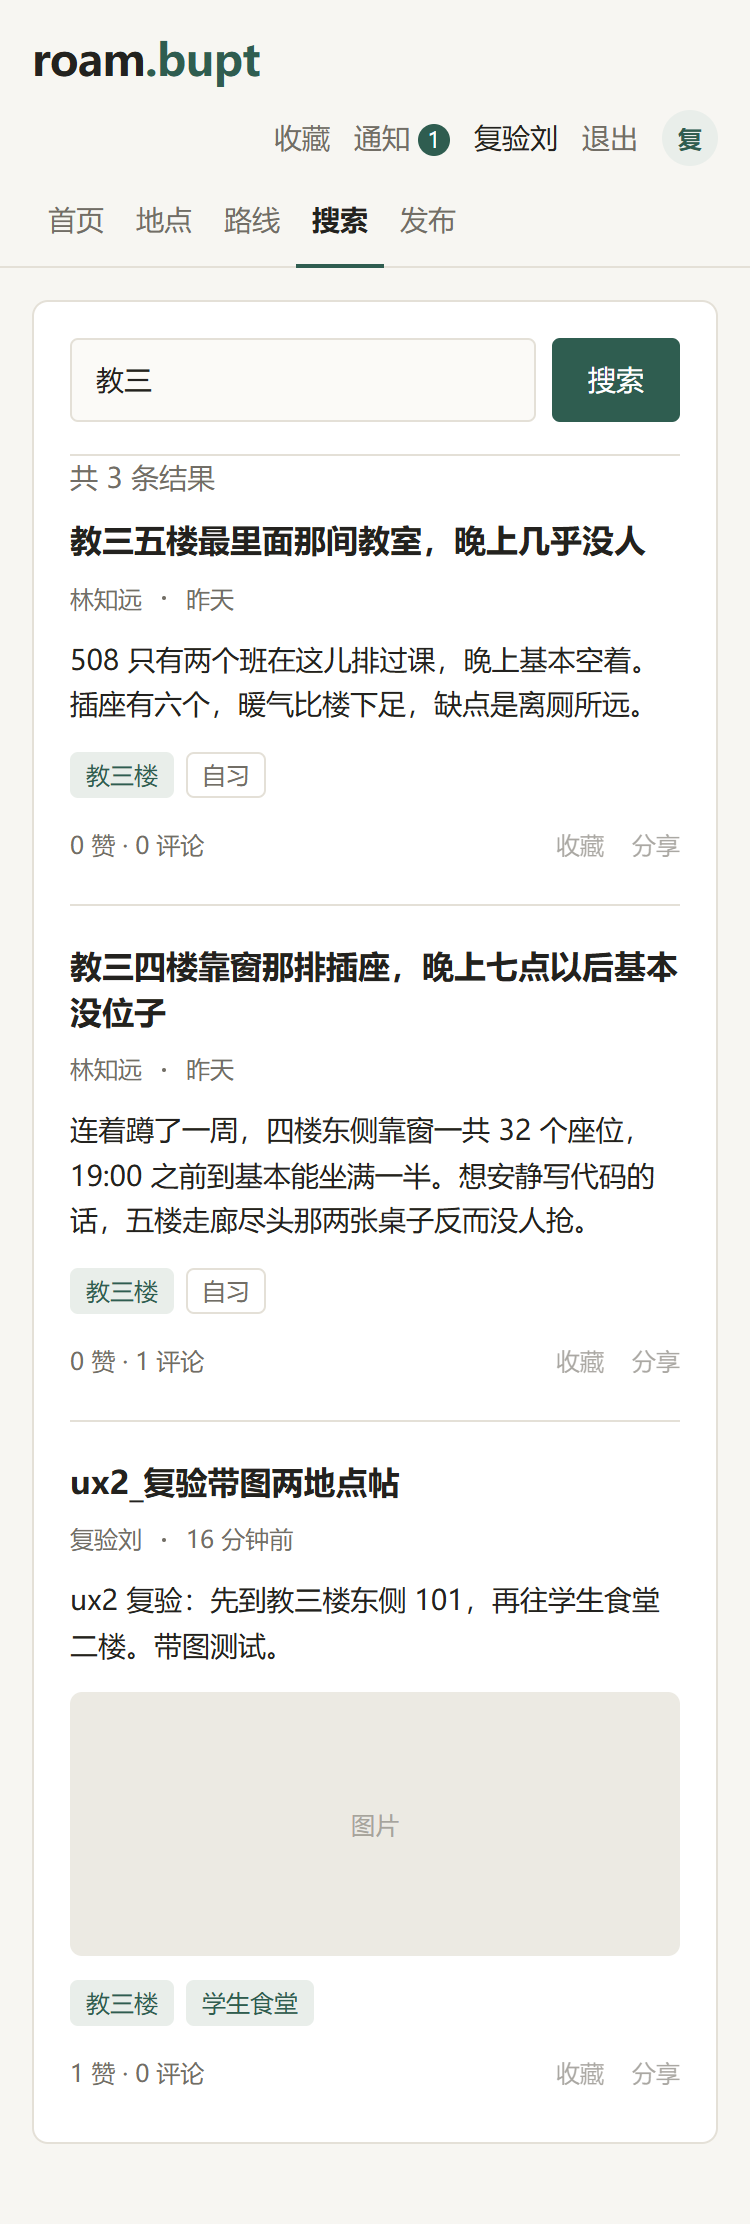 roam.bupt
收藏 通知 1 复验刘 退出 复
首页 地点 路线 搜索 发布
教三 搜索
共 3 条结果
教三五楼最里面那间教室，晚上几乎没人
林知远 · 昨天
508 只有两个班在这儿排过课，晚上基本空着。
插座有六个，暖气比楼下足，缺点是离厕所远。
教三楼 自习
0 赞 · 0 评论 收藏 分享
教三四楼靠窗那排插座，晚上七点以后基本
没位子
林知远 · 昨天
连着蹲了一周，四楼东侧靠窗一共 32 个座位，
19:00 之前到基本能坐满一半。想安静写代码的
话，五楼走廊尽头那两张桌子反而没人抢。
教三楼 自习
0 赞 · 1 评论 收藏 分享
ux2_复验带图两地点帖
复验刘 · 16 分钟前
ux2 复验：先到教三楼东侧 101，再往学生食堂
二楼。带图测试。
图片
教三楼 学生食堂
1 赞 · 0 评论 收藏 分享